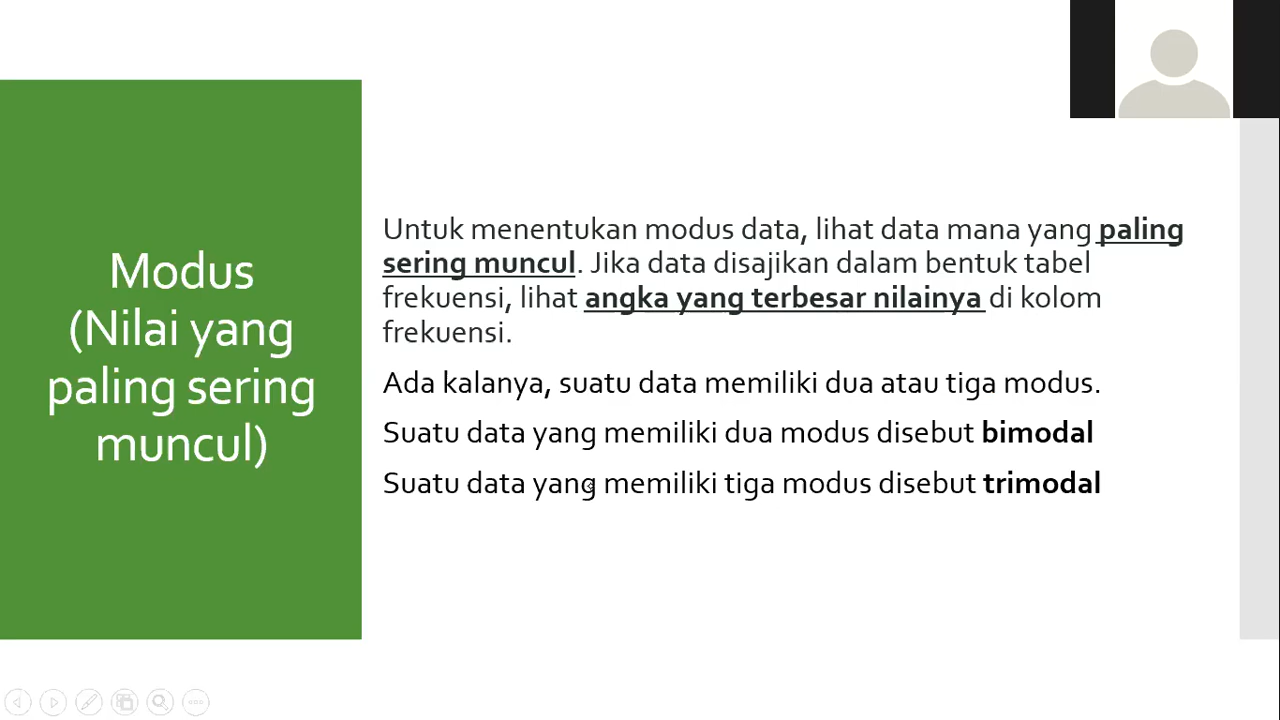 Modus
(Nilai yang
paling sering
muncul)
Untuk menentukan modus data, lihat data mana yang paling
sering muncul. Jika data disajikan dalam bentuk tabel
frekuensi, lihat angka yang terbesar nilainya di kolom
frekuensi.
Ada kalanya, suatu data memiliki dua atau tiga modus.
Suatu data yang memiliki dua modus disebut bimodal
Suatu data yang memiliki tiga modus disebut trimodal